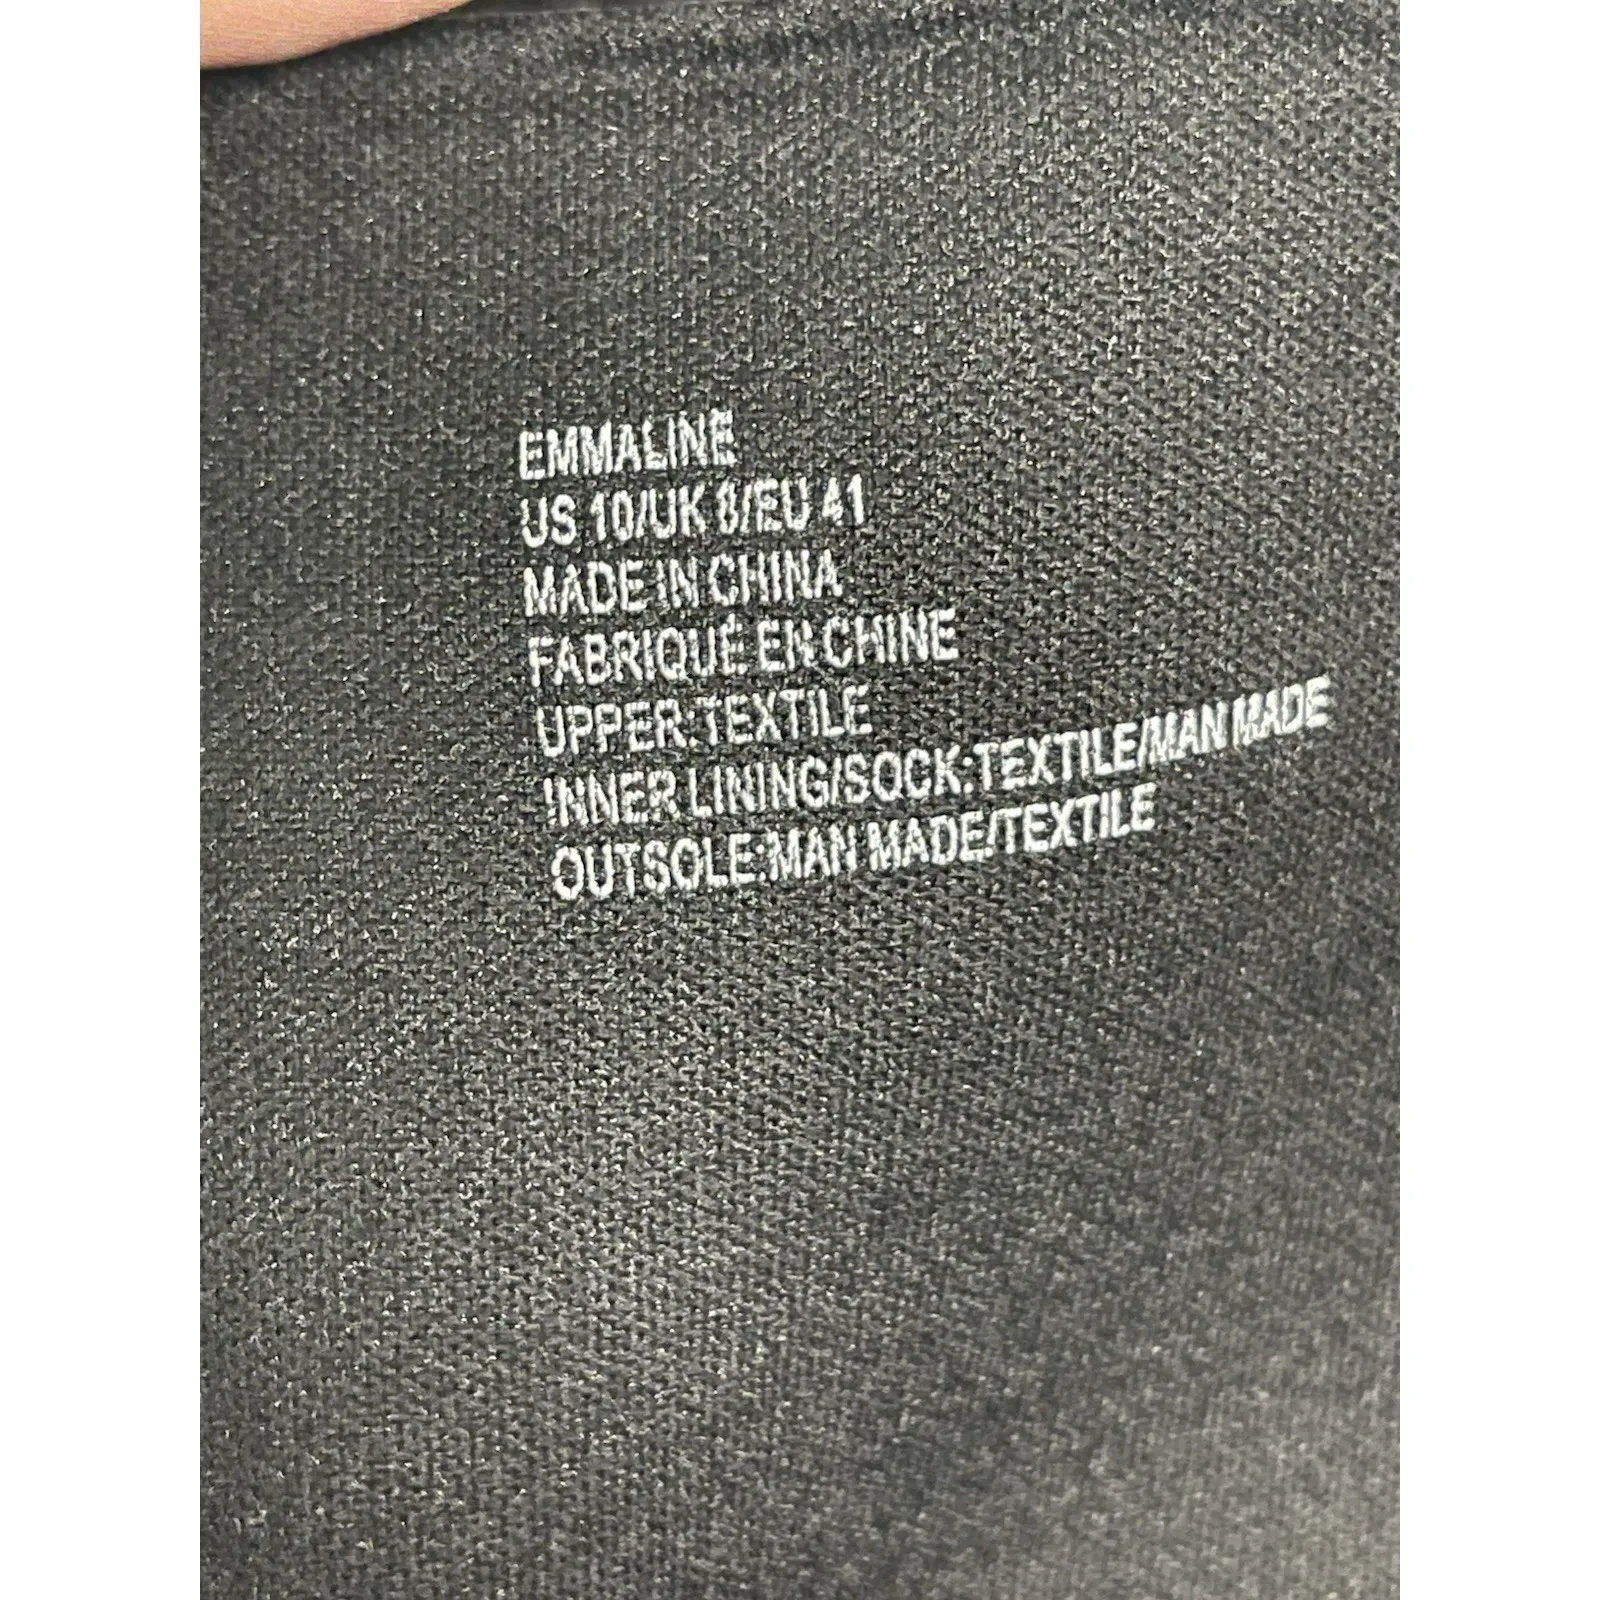 EMMALINE
US 10/UK 8/EU 41
MADE IN CHINA
FABRIQUÉ EN CHINE
UPPER:TEXTILE
INNER LINING/SOCK:TEXTILE/MAN MADE
OUTSOLE:MAN MADE/TEXTILE